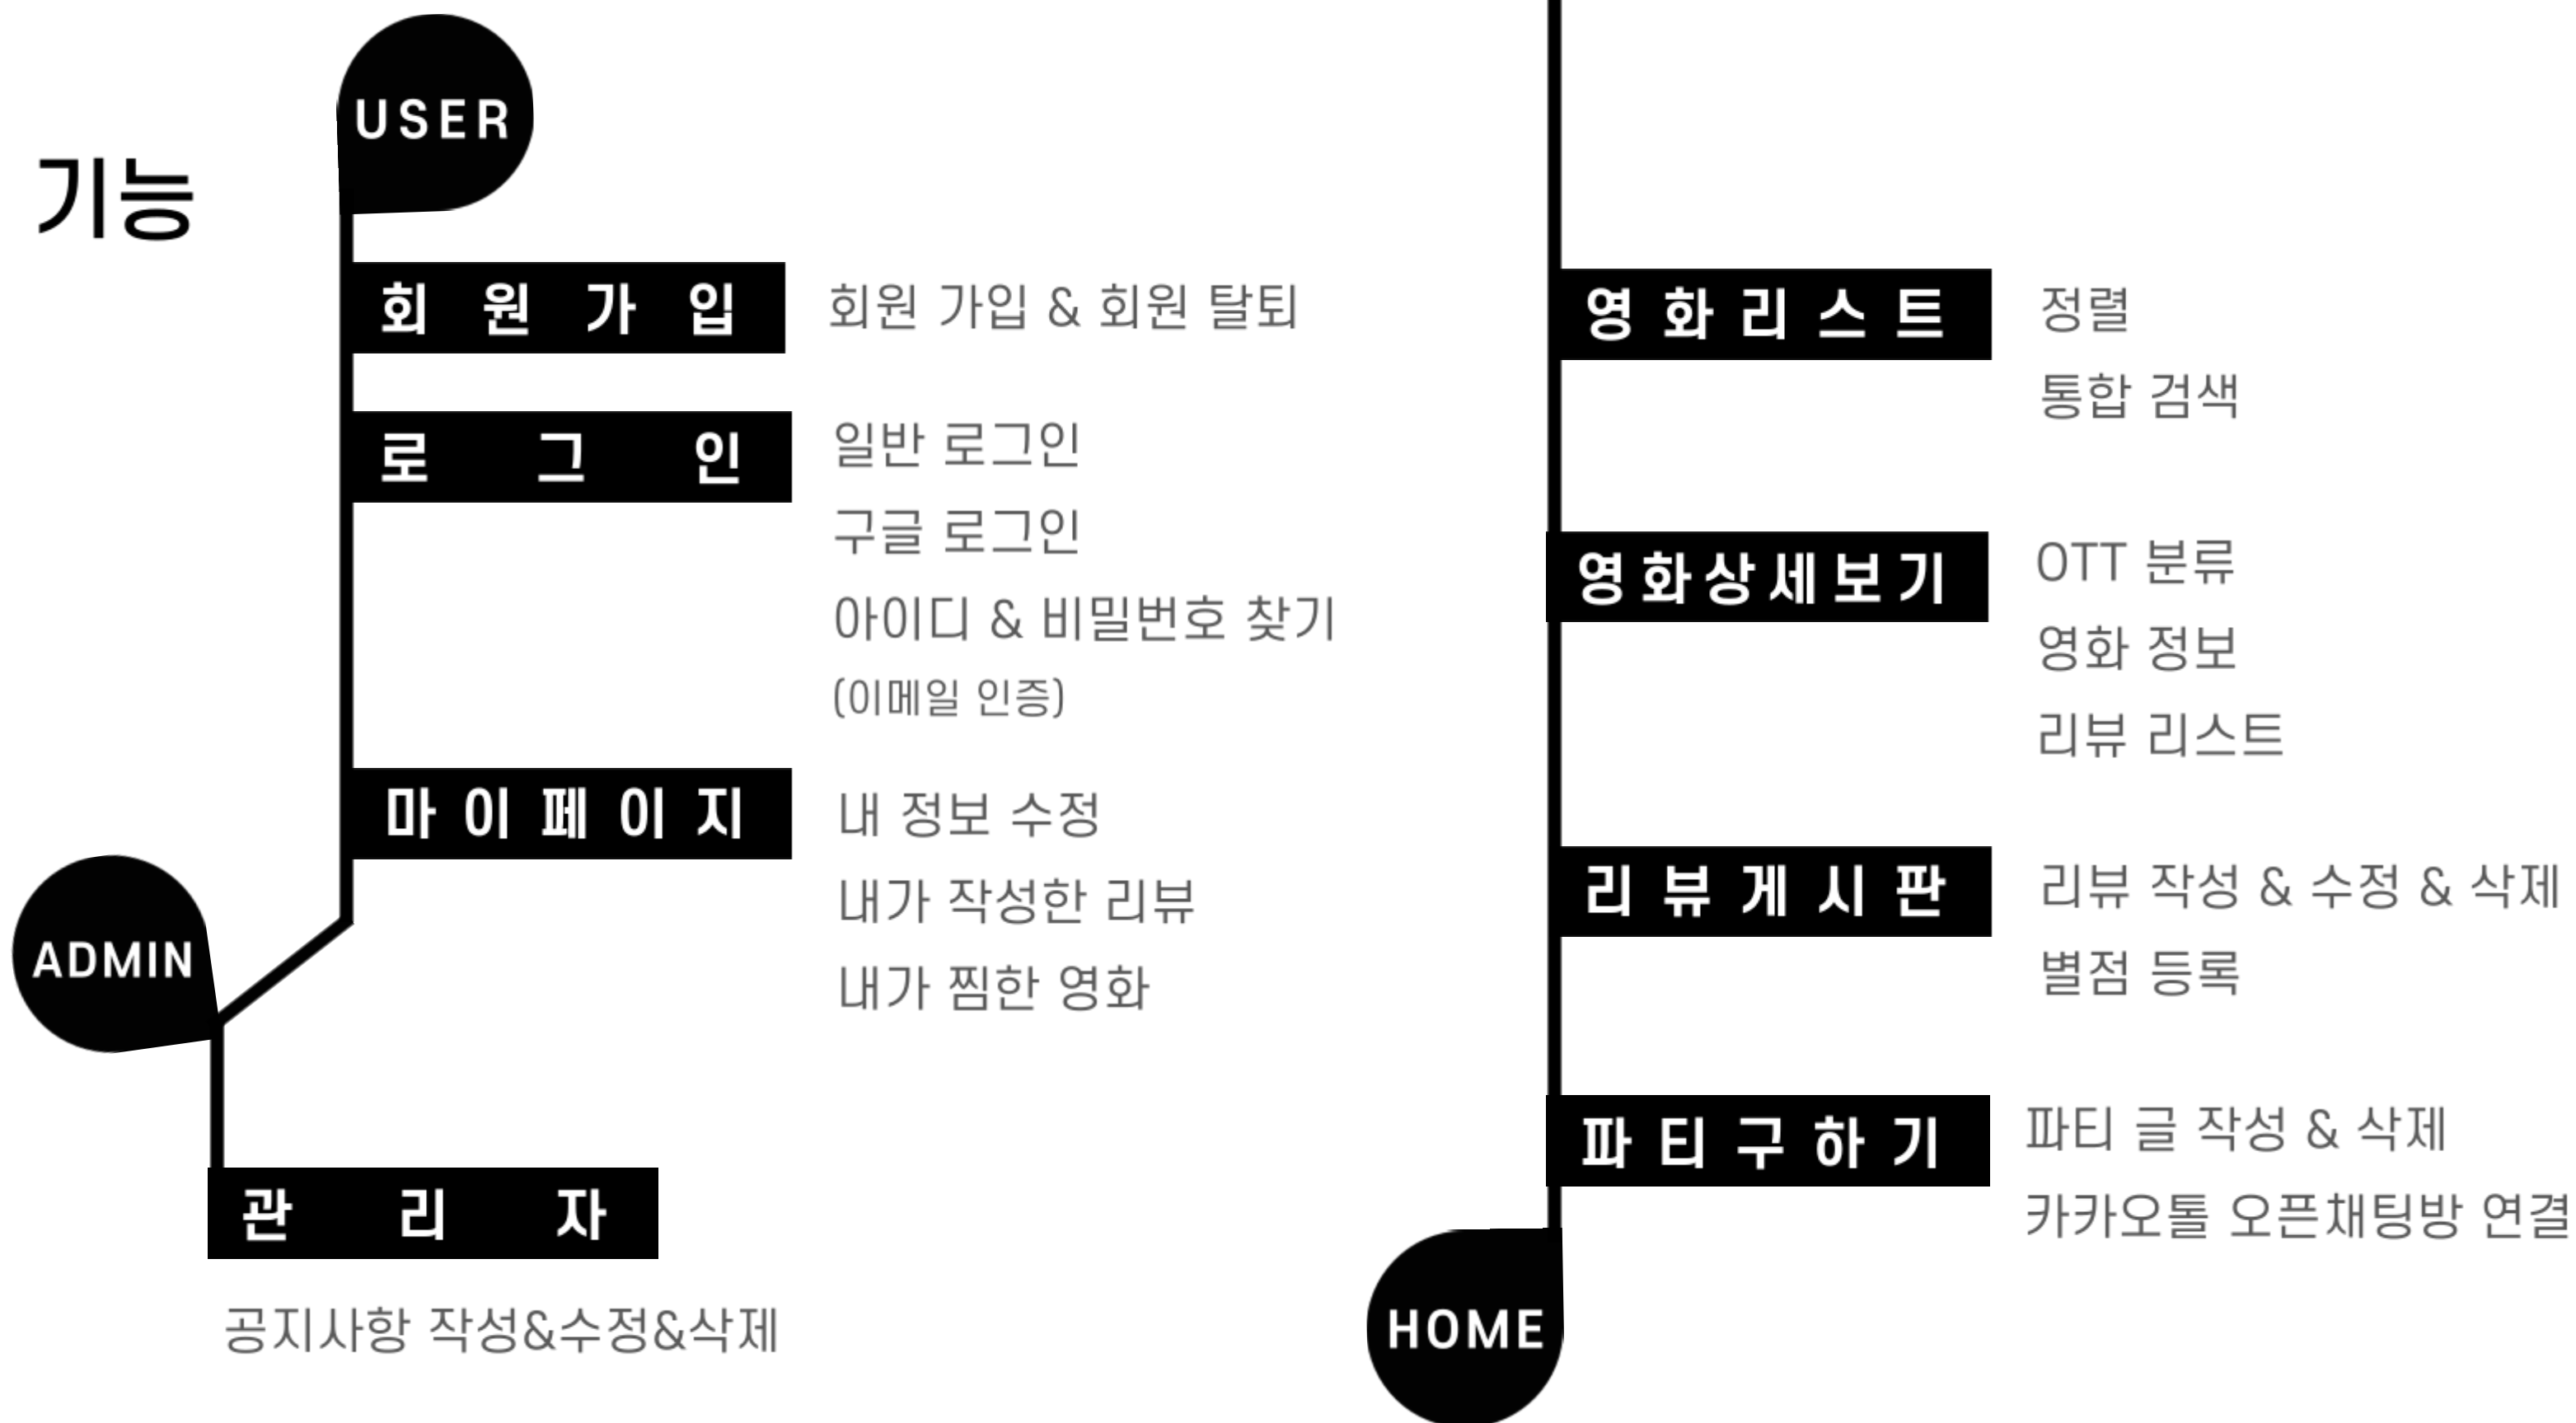 기능
USER
회원가입
회원 가입 & 회원 탈퇴
로그인
일반 로그인
구글 로그인
아이디 & 비밀번호 찾기
(이메일 인증)
마이페이지
내 정보 수정
내가 작성한 리뷰
내가 찜한 영화
ADMIN
관리자
공지사항 작성&수정&삭제
영화리스트
정렬
통합 검색
영화상세보기
OTT 분류
영화 정보
리뷰 리스트
리뷰게시판
리뷰 작성 & 수정 & 삭제
별점 등록
파티구하기
파티 글 작성 & 삭제
카카오톨 오픈채팅방 연결
HOME